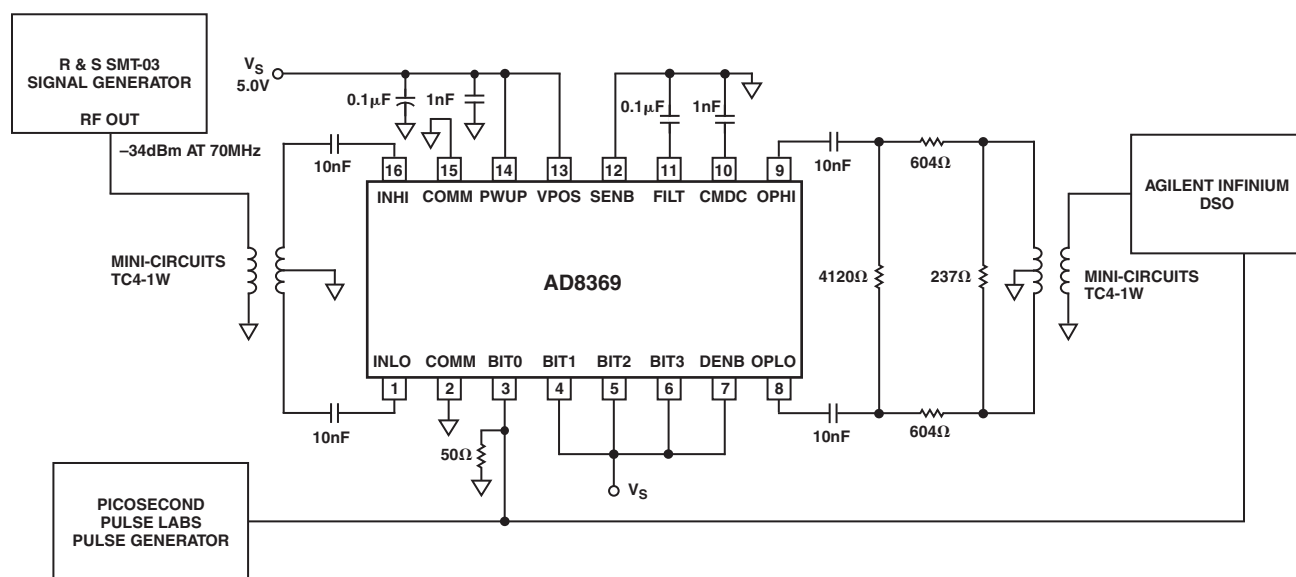 R & S SMT-03
SIGNAL GENERATOR
RF OUT
–34dBm AT 70MHz
VS
5.0V
0.1μF
1nF
0.1μF
1nF
10nF
10nF
604Ω
16
15
14
13
12
11
10
9
INHI
COMM
PWUP
VPOS
SENB
FILT
CMDC
OPHI
AGILENT INFINIUM
DSO
MINI-CIRCUITS
TC4-1W
AD8369
4120Ω
237Ω
MINI-CIRCUITS
TC4-1W
INLO
COMM
BIT0
BIT1
BIT2
BIT3
DENB
OPLO
1
2
3
4
5
6
7
8
10nF
10nF
604Ω
50Ω
VS
PICOSECOND
PULSE LABS
PULSE GENERATOR